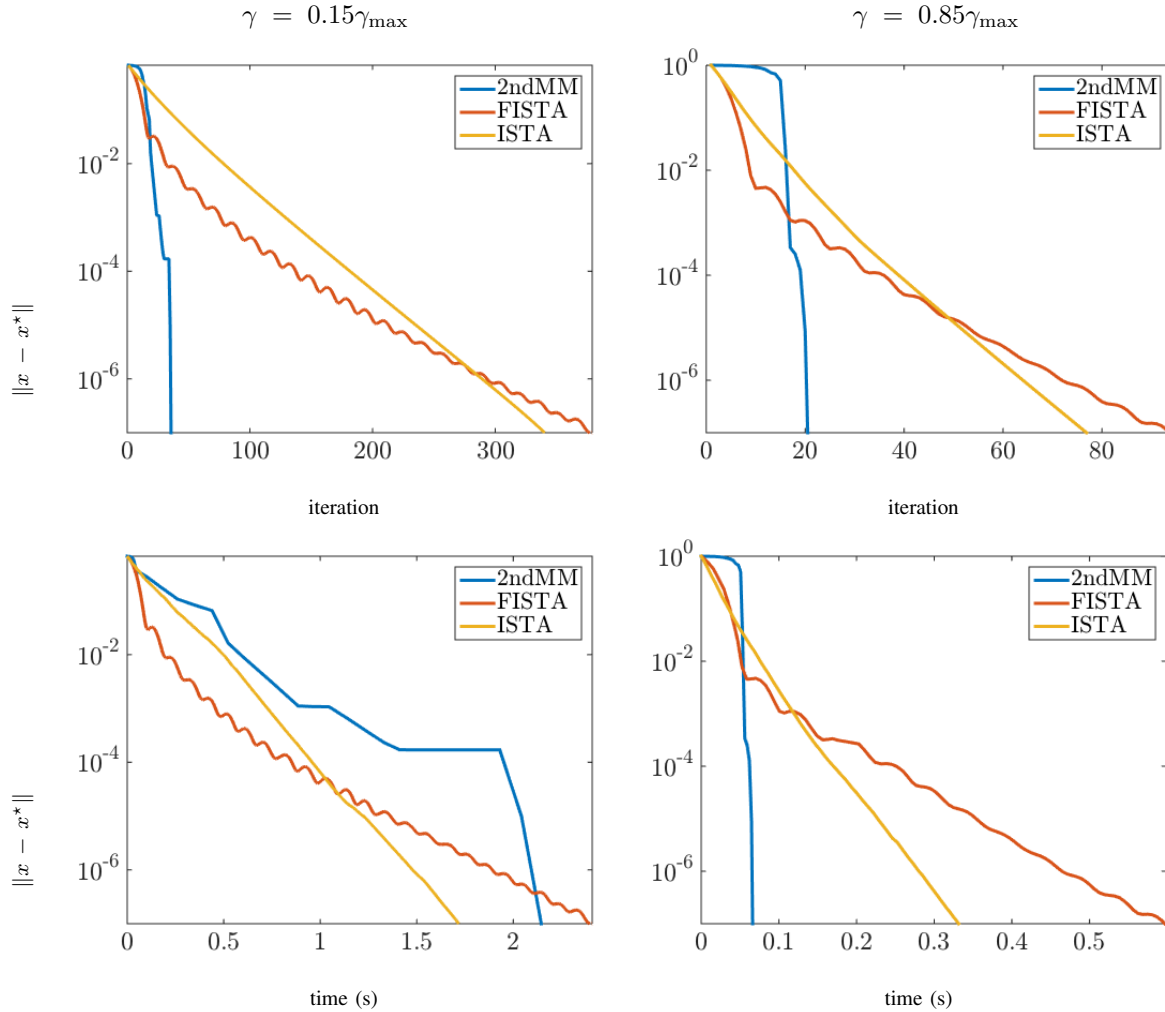 γ = 0.15γmax
γ = 0.85γmax
2ndMM
FISTA
ISTA
10^-2
10^-4
10^-6
0
100
200
300
‖x − x⋆‖
iteration
2ndMM
FISTA
ISTA
10^0
10^-2
10^-4
10^-6
0
20
40
60
80
iteration
2ndMM
FISTA
ISTA
10^-2
10^-4
10^-6
0
0.5
1
1.5
2
‖x − x⋆‖
time (s)
2ndMM
FISTA
ISTA
10^0
10^-2
10^-4
10^-6
0
0.1
0.2
0.3
0.4
0.5
time (s)